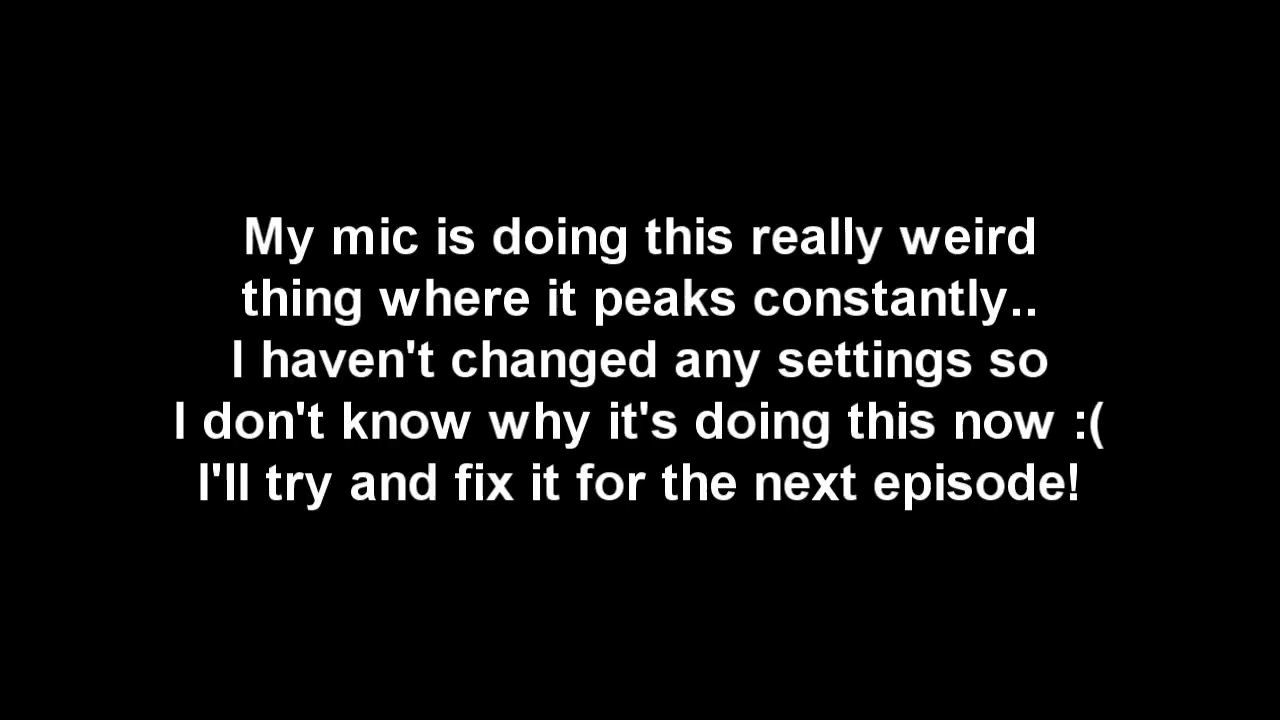 My mic is doing this really weird
thing where it peaks constantly..
I haven't changed any settings so
I don't know why it's doing this now :(
I'll try and fix it for the next episode!